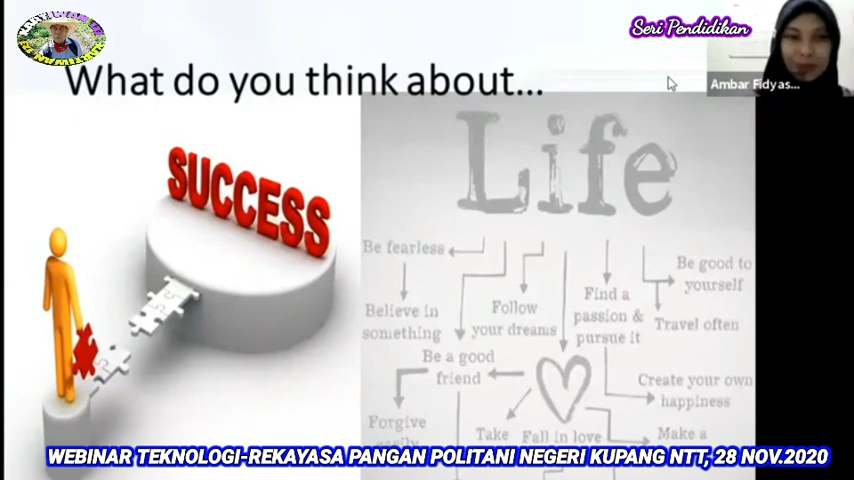 Seri Pendidikan
Ambar Fidyas...
What do you think about...
SUCCESS
Life
Be fearless
Believe in
something
Follow
your dreams
Find a
passion &
pursue it
Be good to
yourself
Travel often
Be a good
friend
Forgive
easily
Take
Fall in love
Create your own
happiness
Make a
WEBINAR TEKNOLOGI-REKAYASA PANGAN POLITANI NEGERI KUPANG NTT, 28 NOV.2020